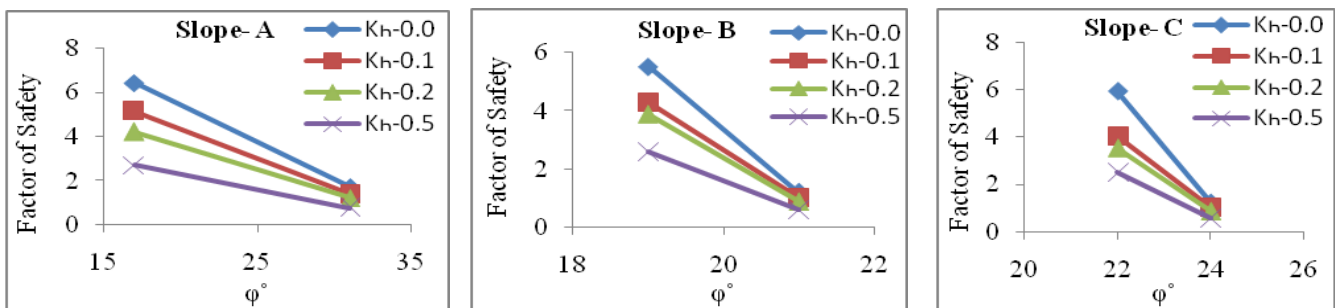 Slope- A
Factor of Safety
8
6
4
2
0
15
25
35
φ°
Kₕ-0.0
Kₕ-0.1
Kₕ-0.2
Kₕ-0.5
Slope- B
Factor of Safety
6
4
2
0
18
20
22
φ°
Kₕ-0.0
Kₕ-0.1
Kₕ-0.2
Kₕ-0.5
Slope- C
Factor of Safety
8
6
4
2
0
20
22
24
26
φ°
Kₕ-0.0
Kₕ-0.1
Kₕ-0.2
Kₕ-0.5